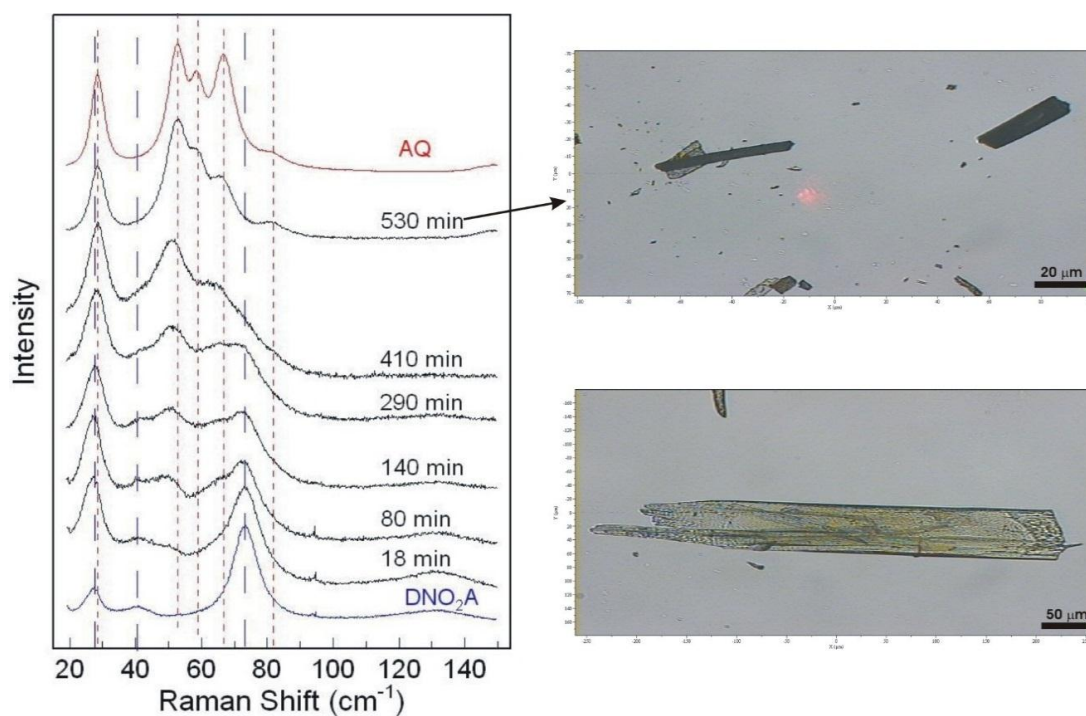 AQ
530 min
410 min
290 min
140 min
80 min
18 min
DNO₂A
Intensity
20 40 60 80 100 120 140
Raman Shift (cm⁻¹)
20 μm
50 μm